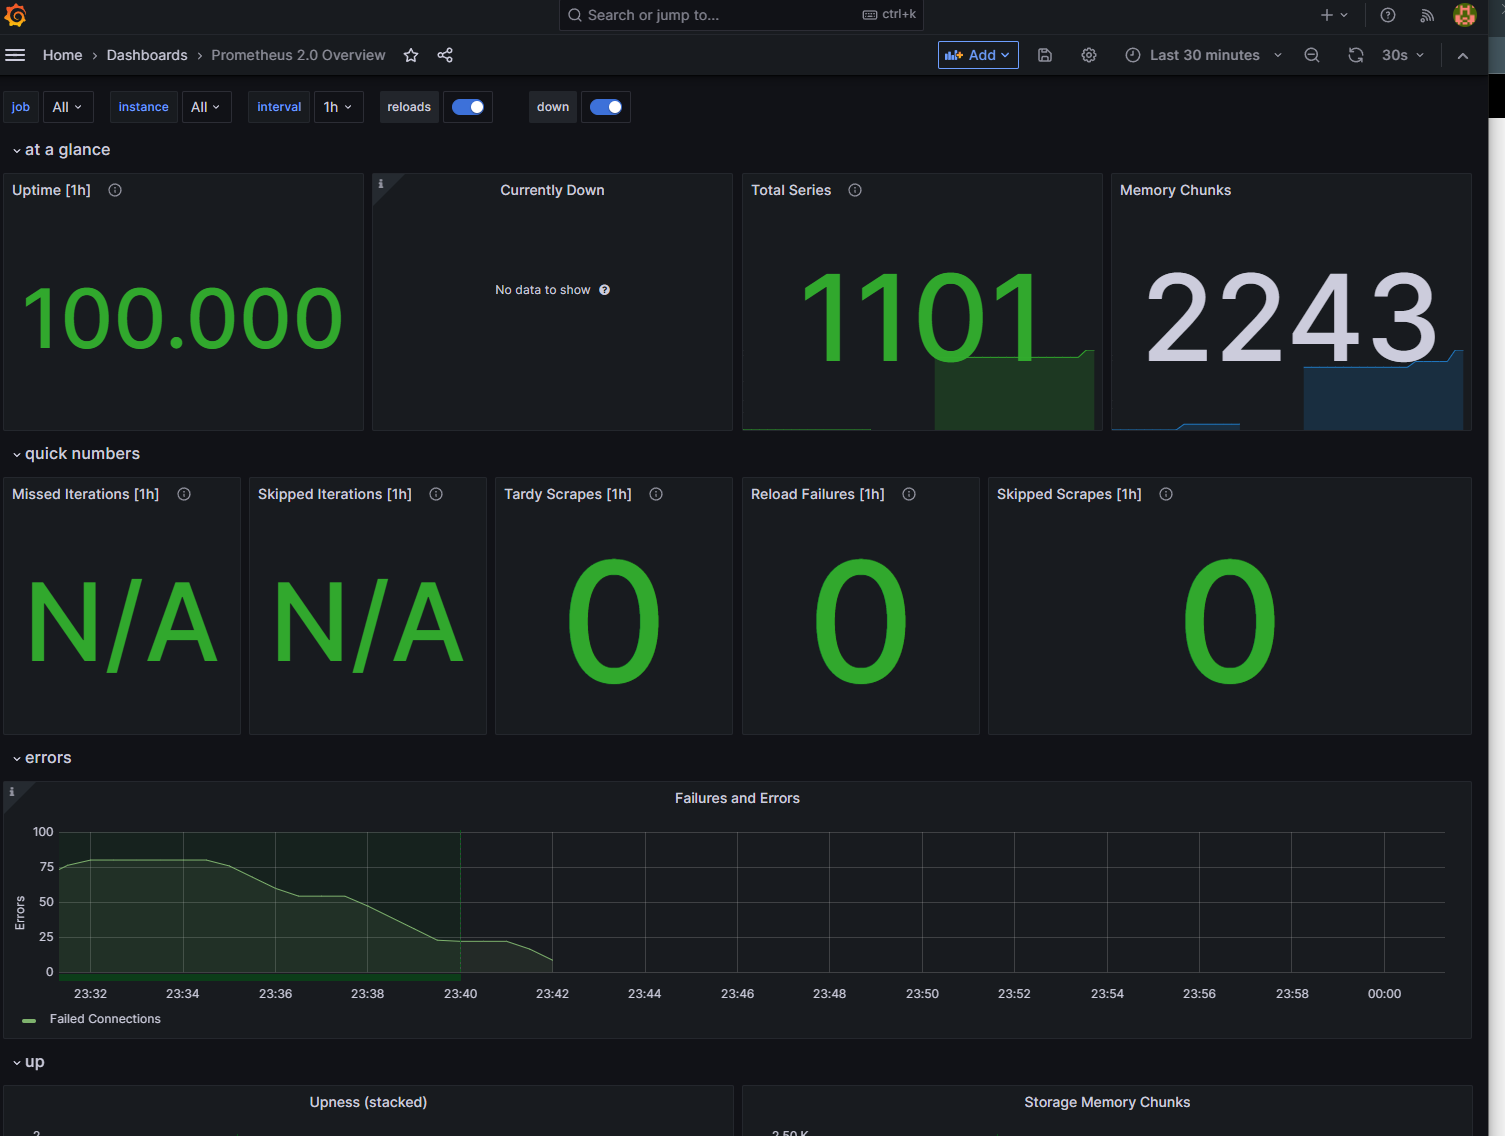 Search or jump to... ctrl+k
Home › Dashboards › Prometheus 2.0 Overview Add Last 30 minutes 30s
job All instance All interval 1h reloads down
at a glance
Uptime [1h] Currently Down Total Series Memory Chunks
100.000 No data to show 1101 2243
quick numbers
Missed Iterations [1h] Skipped Iterations [1h] Tardy Scrapes [1h] Reload Failures [1h] Skipped Scrapes [1h]
N/A N/A 0 0 0
errors
Failures and Errors
Errors
100
75
50
25
0
23:32 23:34 23:36 23:38 23:40 23:42 23:44 23:46 23:48 23:50 23:52 23:54 23:56 23:58 00:00
Failed Connections
up
Upness (stacked) Storage Memory Chunks
2 2.50 K